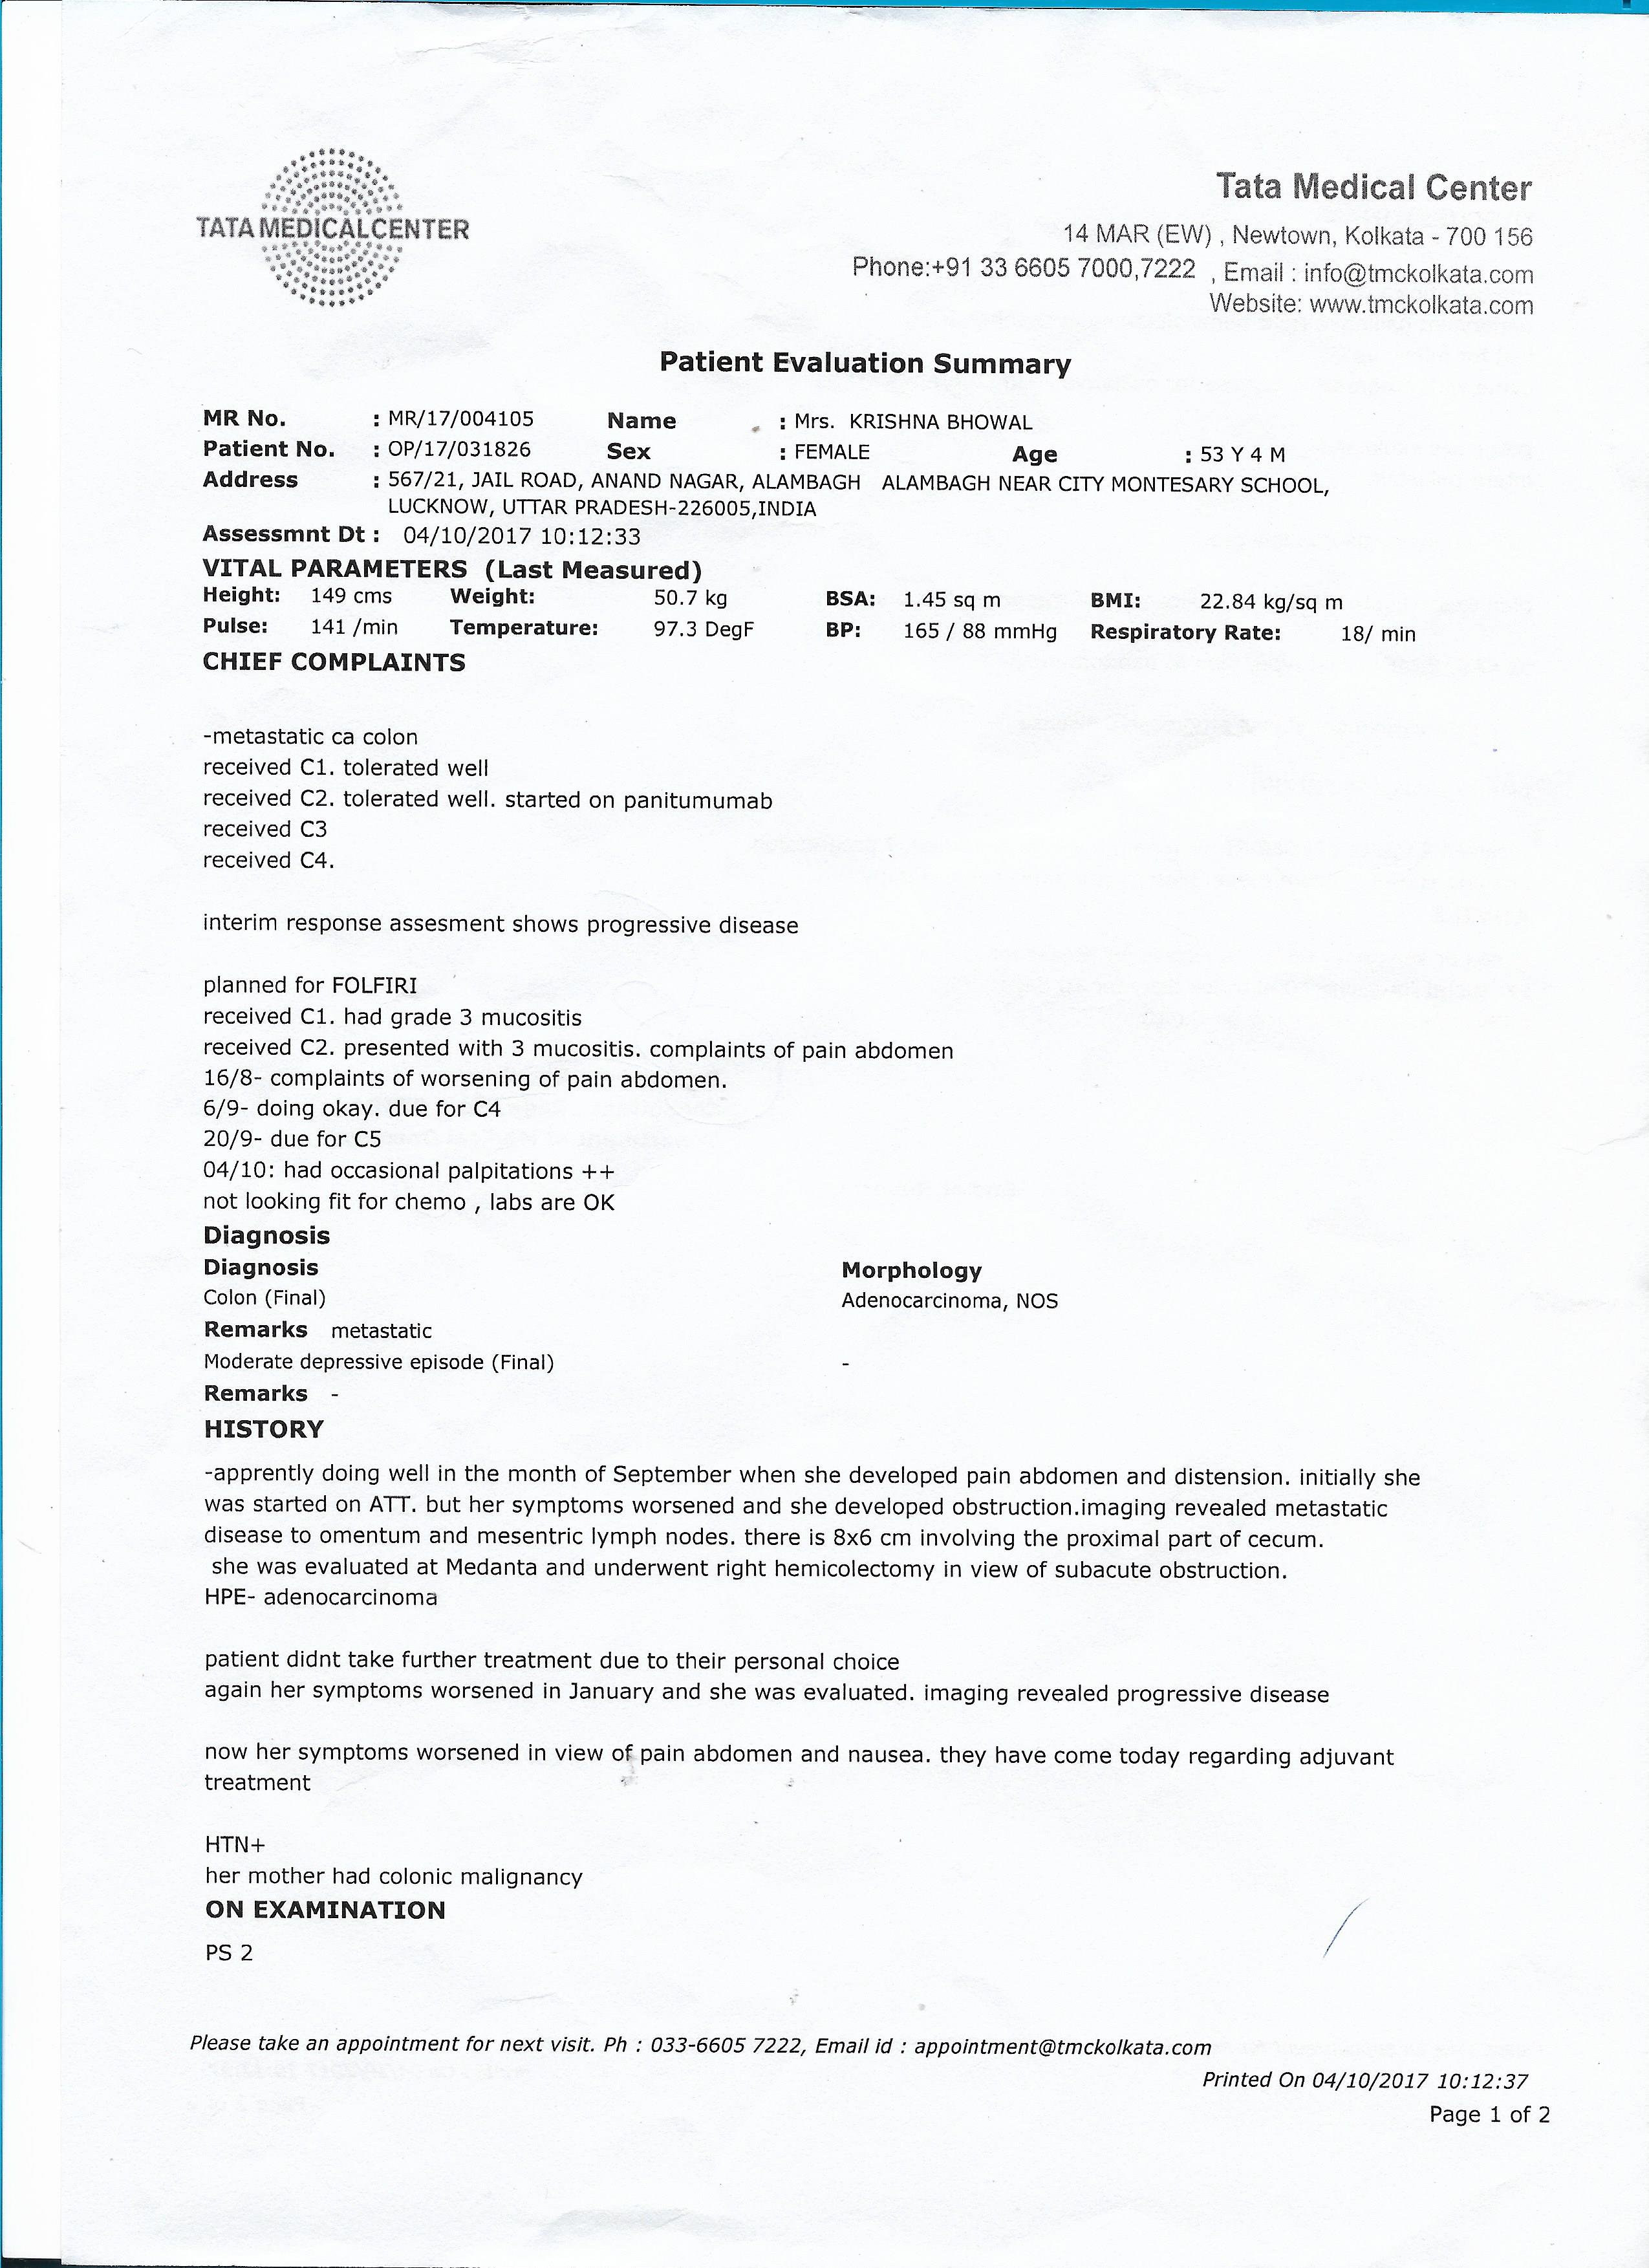 TATA MEDICAL CENTER
Tata Medical Center
14 MAR (EW) , Newtown, Kolkata - 700 156
Phone:+91 33 6605 7000,7222 , Email : info@tmckolkata.com
Website: www.tmckolkata.com
Patient Evaluation Summary
MR No. : MR/17/004105 Name : Mrs. KRISHNA BHOWAL
Patient No. : OP/17/031826 Sex : FEMALE Age : 53 Y 4 M
Address : 567/21, JAIL ROAD, ANAND NAGAR, ALAMBAGH ALAMBAGH NEAR CITY MONTESARY SCHOOL,
LUCKNOW, UTTAR PRADESH-226005,INDIA
Assessmnt Dt : 04/10/2017 10:12:33
VITAL PARAMETERS (Last Measured)
Height: 149 cms Weight: 50.7 kg BSA: 1.45 sq m BMI: 22.84 kg/sq m
Pulse: 141 /min Temperature: 97.3 DegF BP: 165 / 88 mmHg Respiratory Rate: 18/ min
CHIEF COMPLAINTS
-metastatic ca colon
received C1. tolerated well
received C2. tolerated well. started on panitumumab
received C3
received C4.
interim response assesment shows progressive disease
planned for FOLFIRI
received C1. had grade 3 mucositis
received C2. presented with 3 mucositis. complaints of pain abdomen
16/8- complaints of worsening of pain abdomen.
6/9- doing okay. due for C4
20/9- due for C5
04/10: had occasional palpitations ++
not looking fit for chemo , labs are OK
Diagnosis
Diagnosis Morphology
Colon (Final) Adenocarcinoma, NOS
Remarks metastatic
Moderate depressive episode (Final) -
Remarks -
HISTORY
-apprently doing well in the month of September when she developed pain abdomen and distension. initially she
was started on ATT. but her symptoms worsened and she developed obstruction.imaging revealed metastatic
disease to omentum and mesentric lymph nodes. there is 8x6 cm involving the proximal part of cecum.
she was evaluated at Medanta and underwent right hemicolectomy in view of subacute obstruction.
HPE- adenocarcinoma
patient didnt take further treatment due to their personal choice
again her symptoms worsened in January and she was evaluated. imaging revealed progressive disease
now her symptoms worsened in view of pain abdomen and nausea. they have come today regarding adjuvant
treatment
HTN+
her mother had colonic malignancy
ON EXAMINATION
PS 2
Please take an appointment for next visit. Ph : 033-6605 7222, Email id : appointment@tmckolkata.com
Printed On 04/10/2017 10:12:37
Page 1 of 2